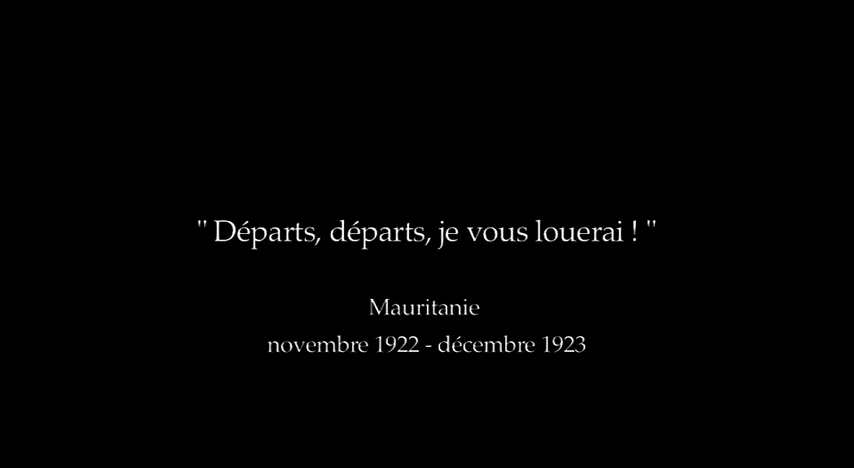 " Départs, départs, je vous louerai ! "
Mauritanie
novembre 1922 - décembre 1923